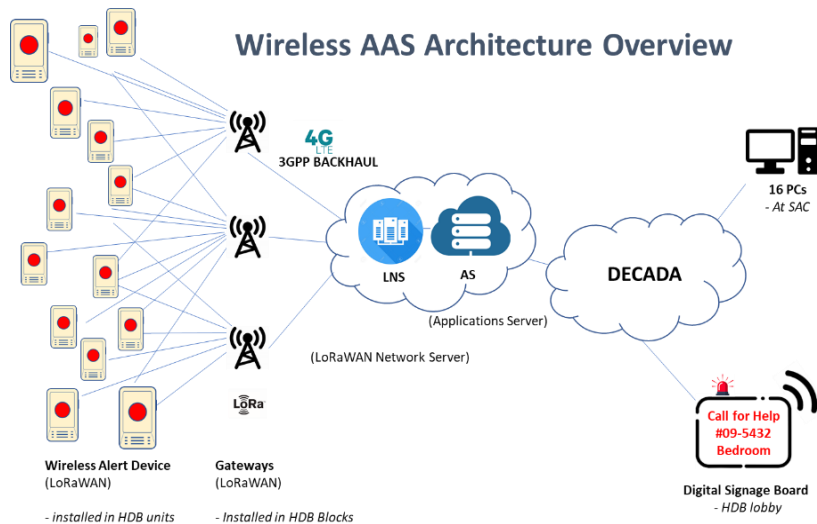 Wireless AAS Architecture Overview
4G
LTE
3GPP BACKHAUL
LNS
AS
(Applications Server)
(LoRaWAN Network Server)
DECADA
16 PCs
- At SAC
LoRa
Call for Help
#09-5432
Bedroom
Digital Signage Board
- HDB lobby
Wireless Alert Device
(LoRaWAN)
- installed in HDB units
Gateways
(LoRaWAN)
- Installed in HDB Blocks